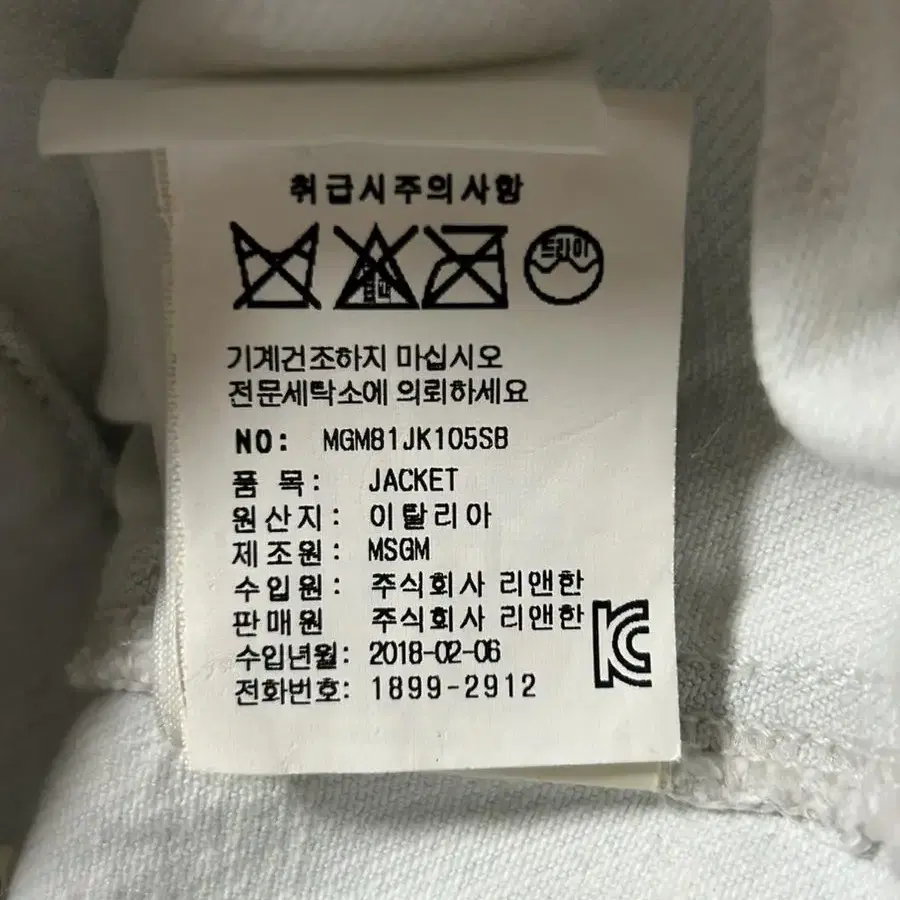 취급시주의사항
드라이
기계건조하지 마십시오
전문세탁소에 의뢰하세요
NO: MGM81JK105SB
품 목: JACKET
원산지: 이탈리아
제조원: MSGM
수입원: 주식회사 리앤한
판매원 주식회사 리앤한
수입년월: 2018-02-06
전화번호: 1899-2912